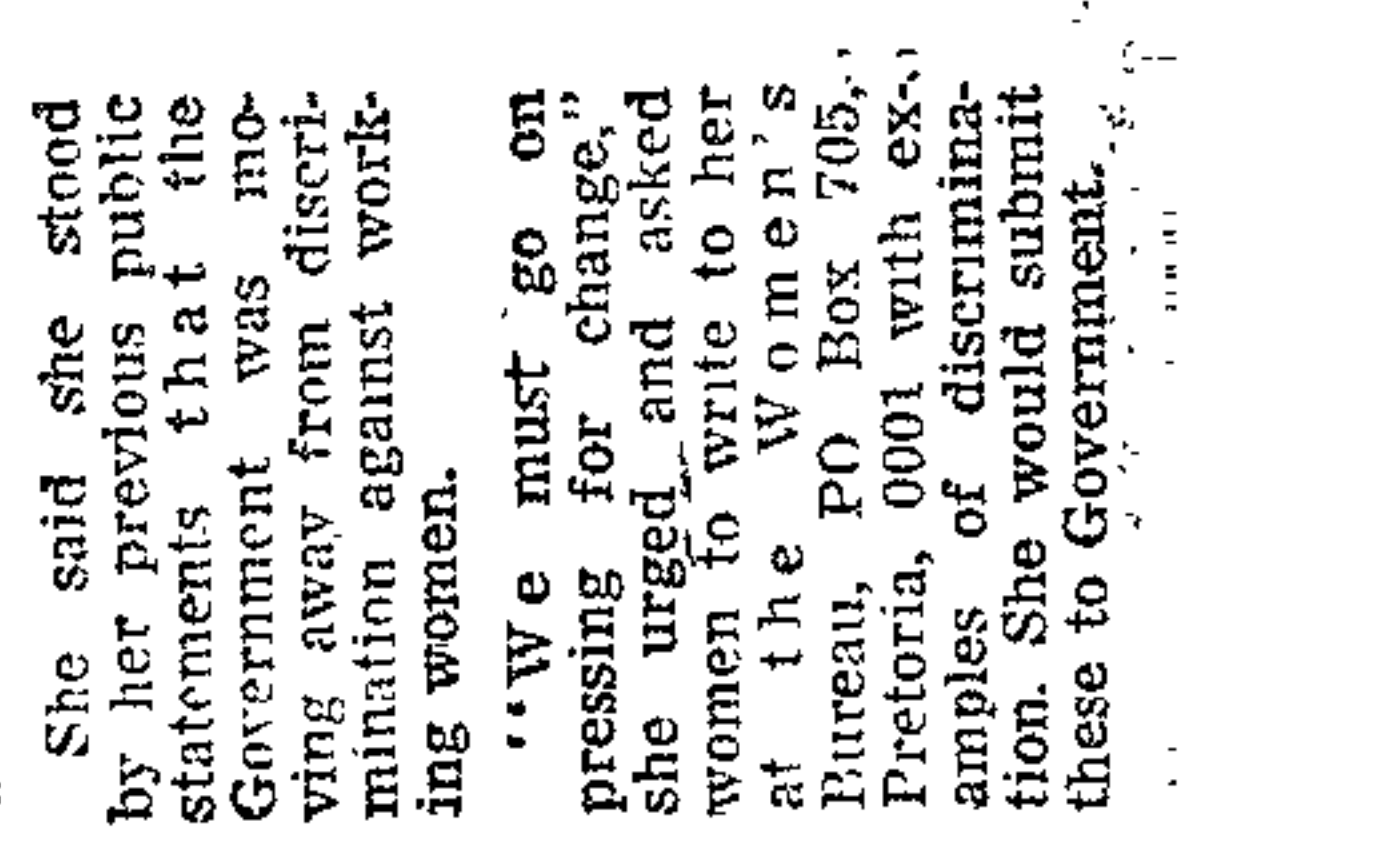 She said she stood
by her previous public
statements that the
Government was mo-
ving away from discri-
mination against work-
ing women.
"We must go on
pressing for change,"
she urged and asked
women to write to her
at the Women's
Bureau, PO Box 705,
Pretoria, 0001 with ex-
amples of discrimina-
tion. She would submit
these to Government.